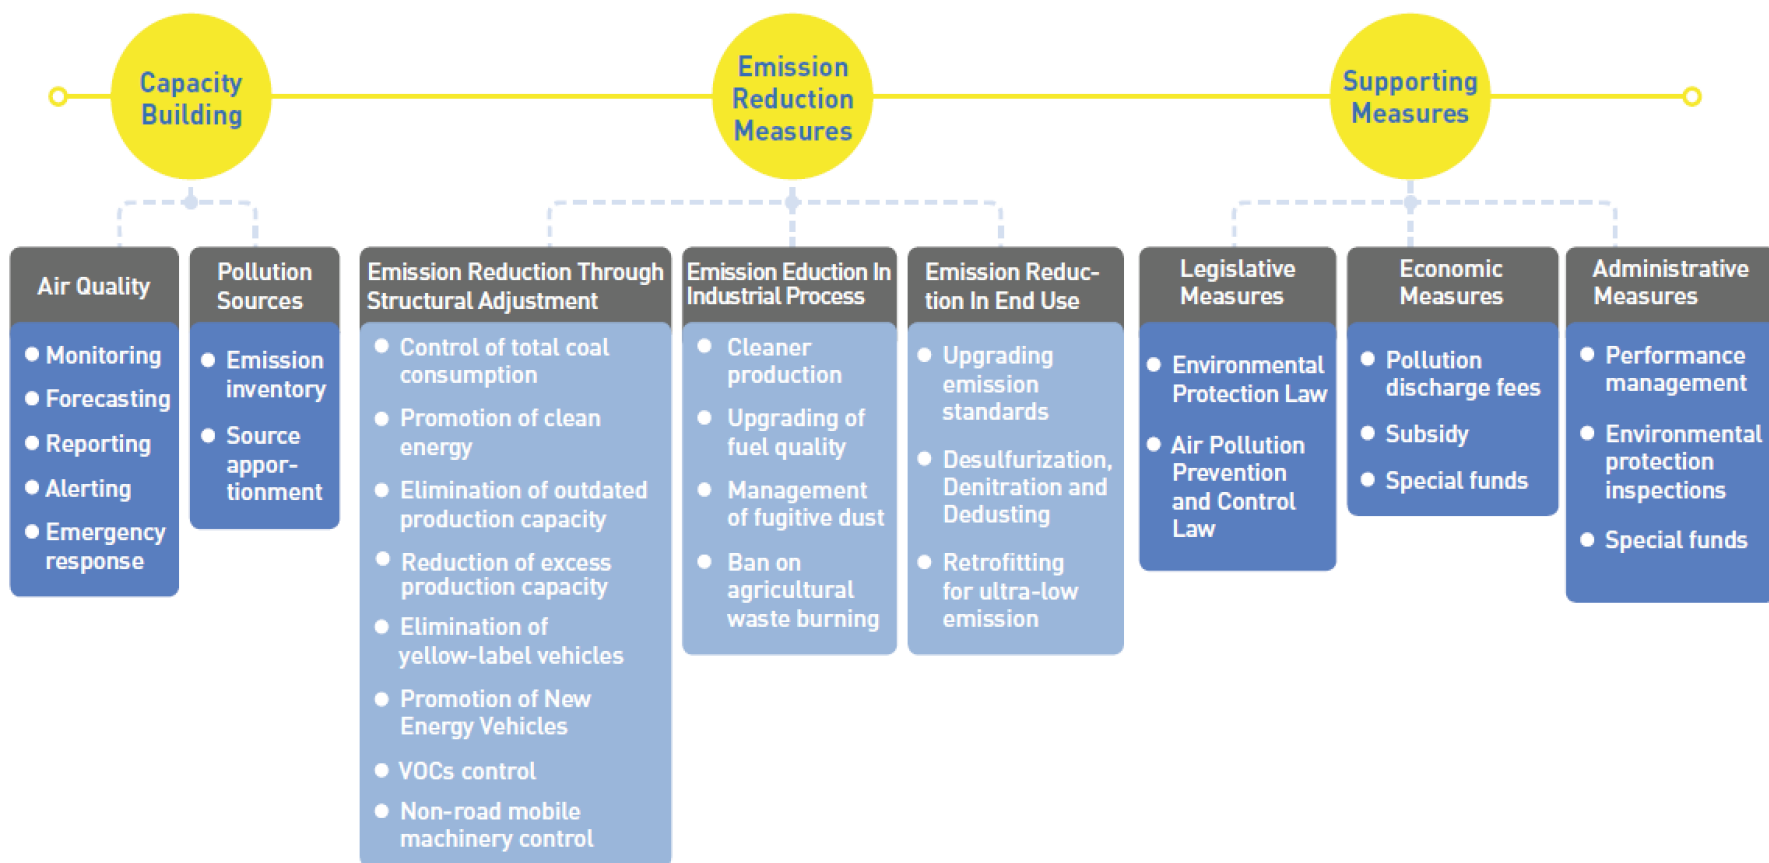 Capacity
Building
Emission
Reduction
Measures
Supporting
Measures
Air Quality
Monitoring
Forecasting
Reporting
Alerting
Emergency
response
Pollution
Sources
Emission
inventory
Source
appor-
tionment
Emission Reduction Through
Structural Adjustment
Control of total coal
consumption
Promotion of clean
energy
Elimination of outdated
production capacity
Reduction of excess
production capacity
Elimination of
yellow-label vehicles
Promotion of New
Energy Vehicles
VOCs control
Non-road mobile
machinery control
Emission Eduction In
Industrial Process
Cleaner
production
Upgrading of
fuel quality
Management
of fugitive dust
Ban on
agricultural
waste burning
Emission Reduc-
tion In End Use
Upgrading
emission
standards
Desulfurization,
Denitration and
Dedusting
Retrofitting
for ultra-low
emission
Legislative
Measures
Environmental
Protection Law
Air Pollution
Prevention
and Control
Law
Economic
Measures
Pollution
discharge fees
Subsidy
Special funds
Administrative
Measures
Performance
management
Environmental
protection
inspections
Special funds